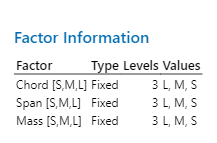 Factor Information
Factor Type Levels Values
Chord [S,M,L] Fixed 3 L, M, S
Span [S,M,L] Fixed 3 L, M, S
Mass [S,M,L] Fixed 3 L, M, S